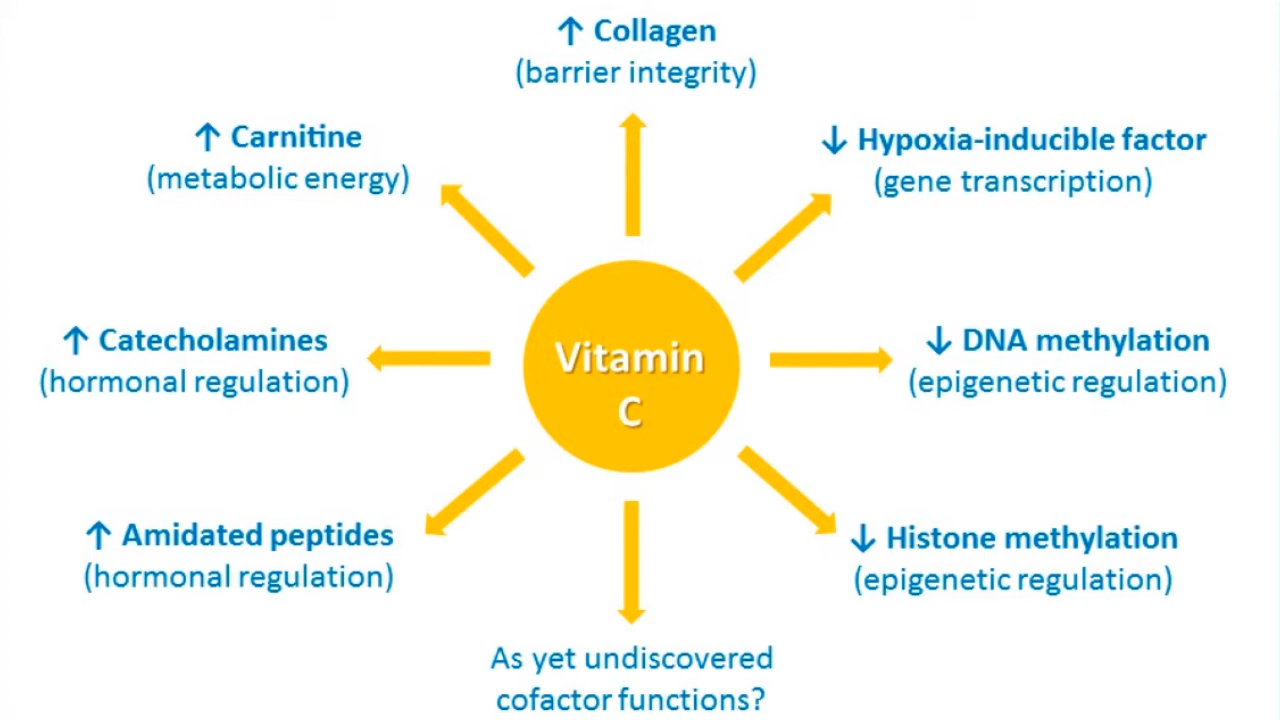 ↑ Collagen
(barrier integrity)
↑ Carnitine
(metabolic energy)
↓ Hypoxia-inducible factor
(gene transcription)
↑ Catecholamines
(hormonal regulation)
Vitamin
C
↓ DNA methylation
(epigenetic regulation)
↑ Amidated peptides
(hormonal regulation)
↓ Histone methylation
(epigenetic regulation)
As yet undiscovered
cofactor functions?